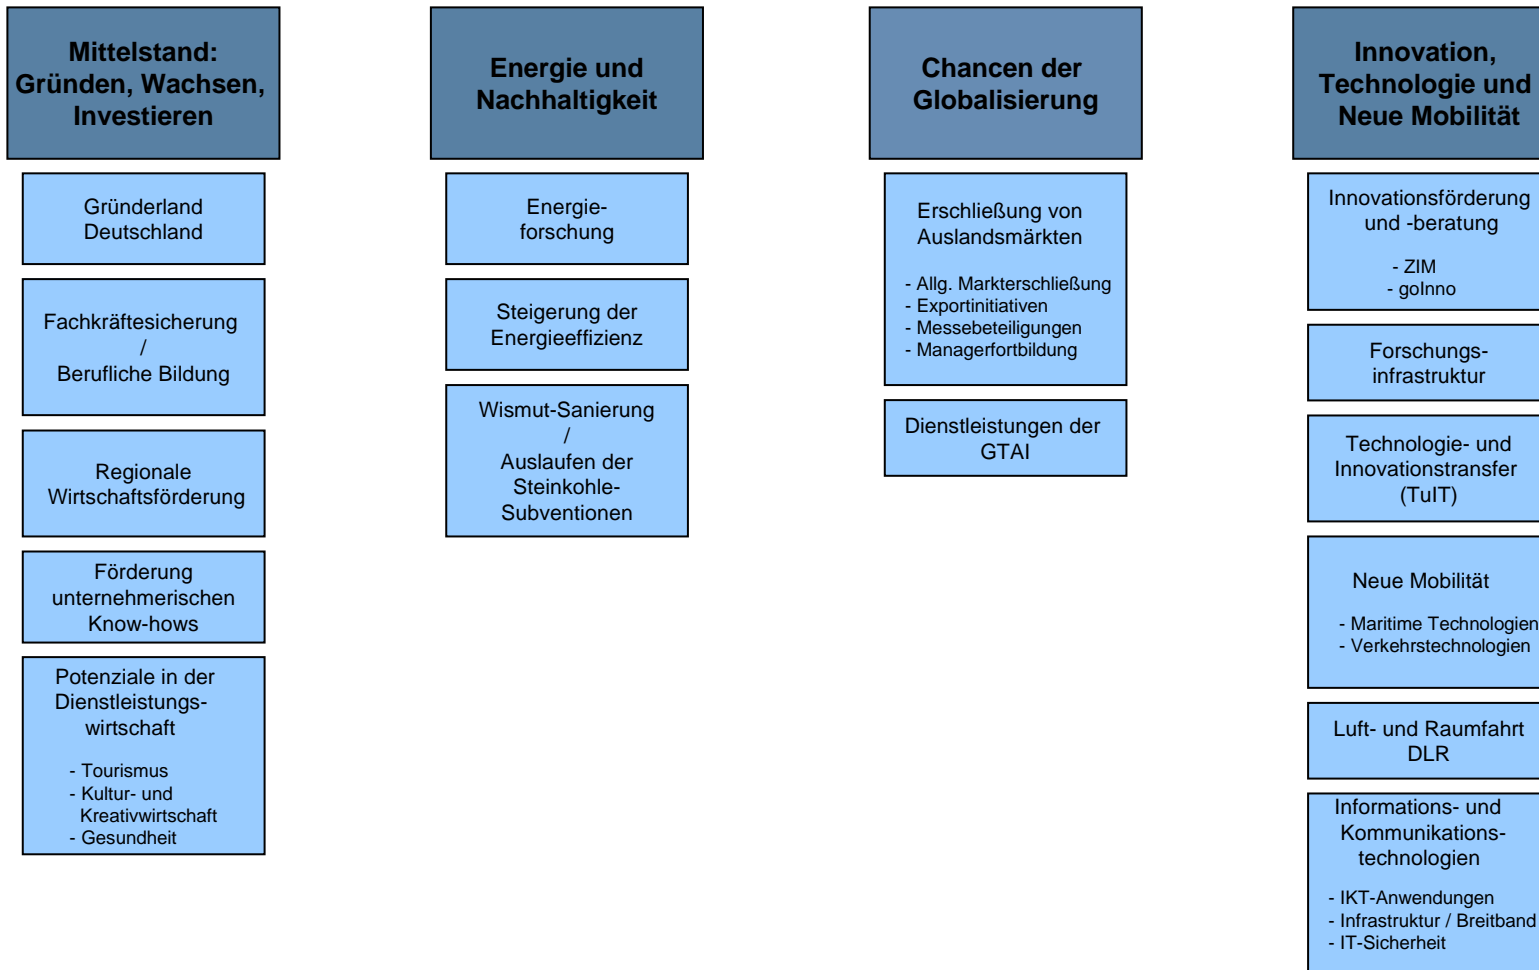 Mittelstand:
Gründen, Wachsen,
Investieren
Gründerland
Deutschland
Fachkräftesicherung
/
Berufliche Bildung
Regionale
Wirtschaftsförderung
Förderung
unternehmerischen
Know-hows
Potenziale in der
Dienstleistungs-
wirtschaft
- Tourismus
- Kultur- und
Kreativwirtschaft
- Gesundheit
Energie und
Nachhaltigkeit
Energie-
forschung
Steigerung der
Energieeffizienz
Wismut-Sanierung
/
Auslaufen der
Steinkohle-
Subventionen
Chancen der
Globalisierung
Erschließung von
Auslandsmärkten
- Allg. Markterschließung
- Exportinitiativen
- Messebeteiligungen
- Managerfortbildung
Dienstleistungen der
GTAI
Innovation,
Technologie und
Neue Mobilität
Innovationsförderung
und -beratung
- ZIM
- goInno
Forschungs-
infrastruktur
Technologie- und
Innovationstransfer
(TuIT)
Neue Mobilität
- Maritime Technologien
- Verkehrstechnologien
Luft- und Raumfahrt
DLR
Informations- und
Kommunikations-
technologien
- IKT-Anwendungen
- Infrastruktur / Breitband
- IT-Sicherheit